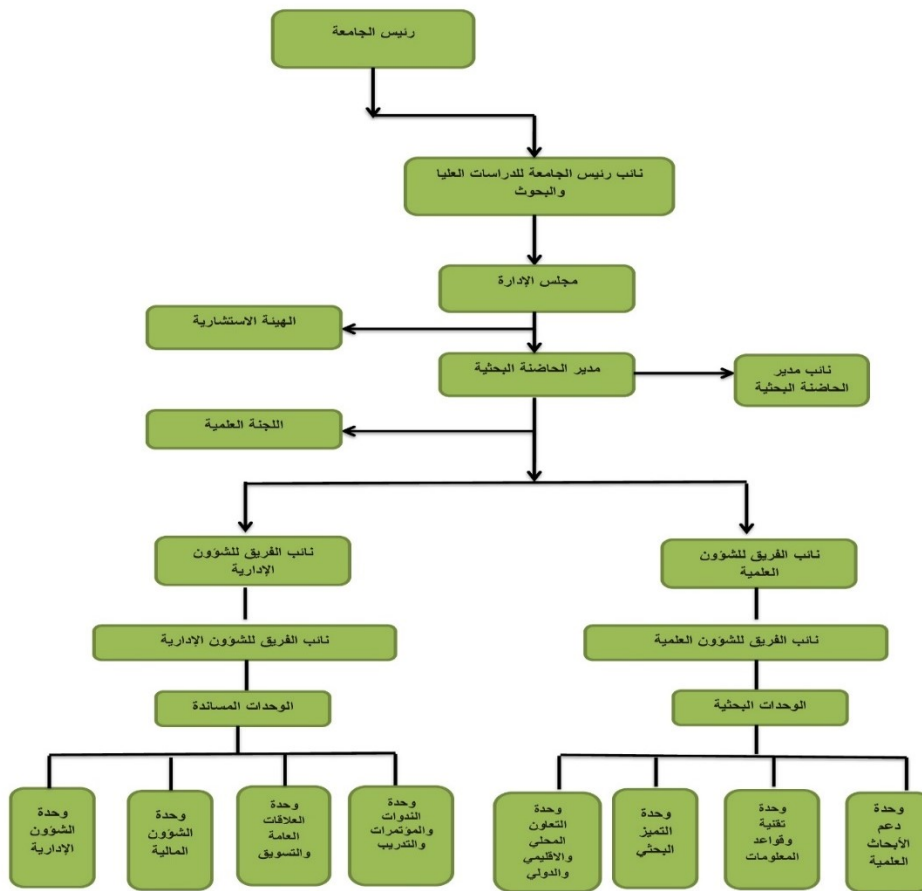 رئيس الجامعة
نائب رئيس الجامعة للدراسات العليا
والبحوث
مجلس الإدارة
الهيئة الاستشارية
مدير الحاضنة البحثية
نائب مدير
الحاضنة البحثية
اللجنة العلمية
نائب الفريق للشؤون
العلمية
نائب الفريق للشؤون
الإدارية
نائب الفريق للشؤون العلمية
نائب الفريق للشؤون الإدارية
الوحدات البحثية
الوحدات المساندة
وحدة
دعم
الأبحاث
العلمية
وحدة
تقنية
وقواعد
المعلومات
وحدة
التميز
البحثي
وحدة
التعاون
المحلي
والاقليمي
والدولي
وحدة
الندوات
والمؤتمرات
والتدريب
وحدة
العلاقات
العامة
والتسويق
وحدة
الشؤون
المالية
وحدة
الشؤون
الإدارية